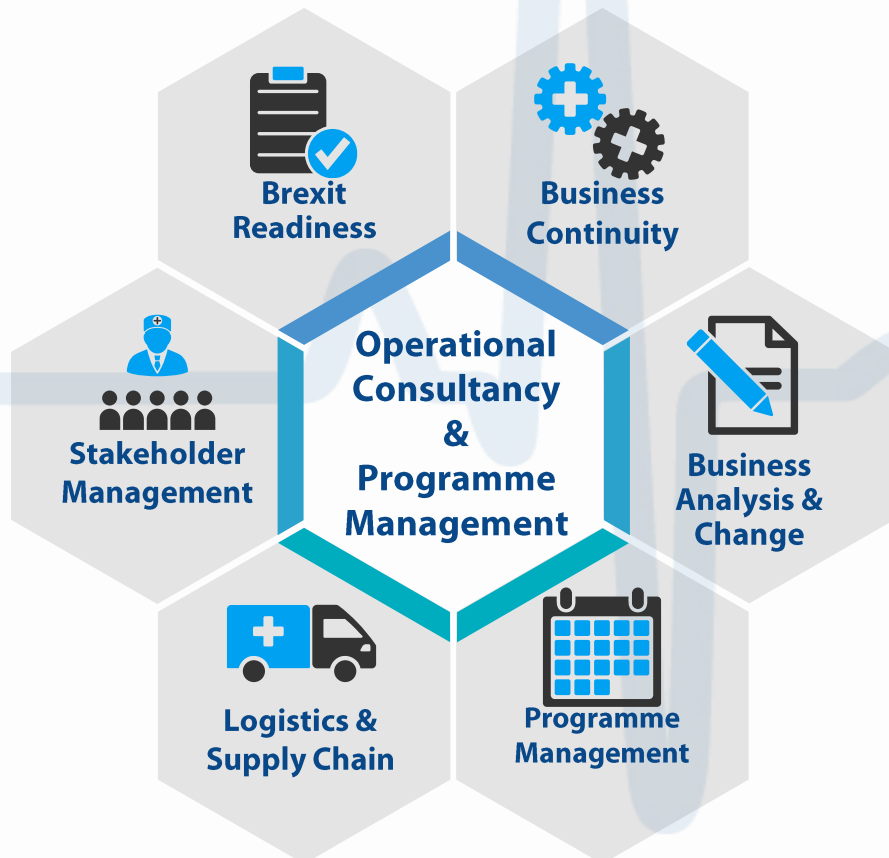 Brexit
Readiness
Business
Continuity
Operational
Consultancy
&
Programme
Management
Stakeholder
Management
Business
Analysis &
Change
Logistics &
Supply Chain
Programme
Management